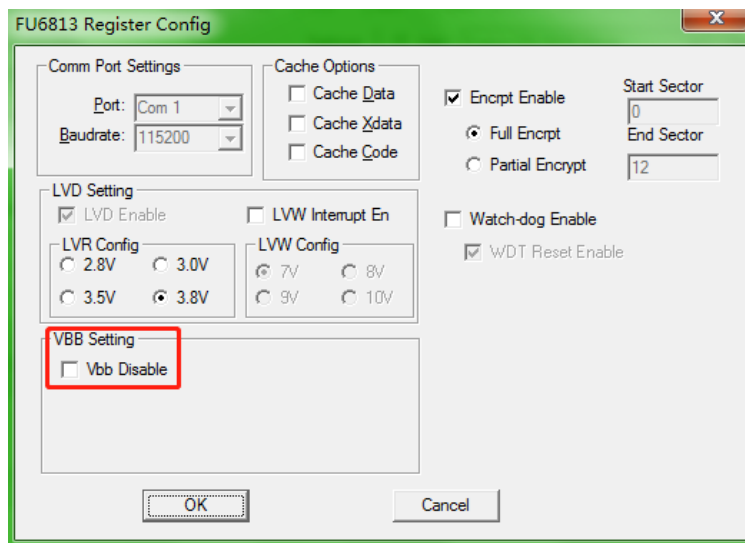 FU6813 Register Config
Comm Port Settings
Port: Com 1
Baudrate: 115200
Cache Options
Cache Data
Cache Xdata
Cache Code
Encrpt Enable
Full Encrpt
Partial Encrypt
Start Sector
0
End Sector
12
LVD Setting
LVD Enable
LVW Interrupt En
LVR Config
2.8V 3.0V
3.5V 3.8V
LVW Config
7V 8V
9V 10V
Watch-dog Enable
WDT Reset Enable
VBB Setting
Vbb Disable
OK
Cancel